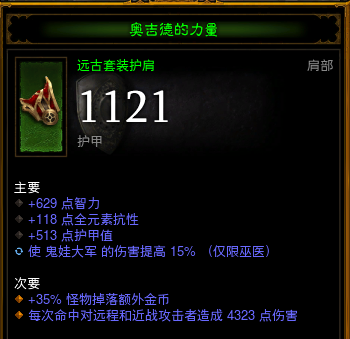 奥吉德的力量
远古套装护肩
肩部
1121
护甲
主要
+629 点智力
+118 点全元素抗性
+513 点护甲值
使 鬼娃大军 的伤害提高 15% （仅限巫医）
次要
+35% 怪物掉落额外金币
每次命中对远程和近战攻击者造成 4323 点伤害